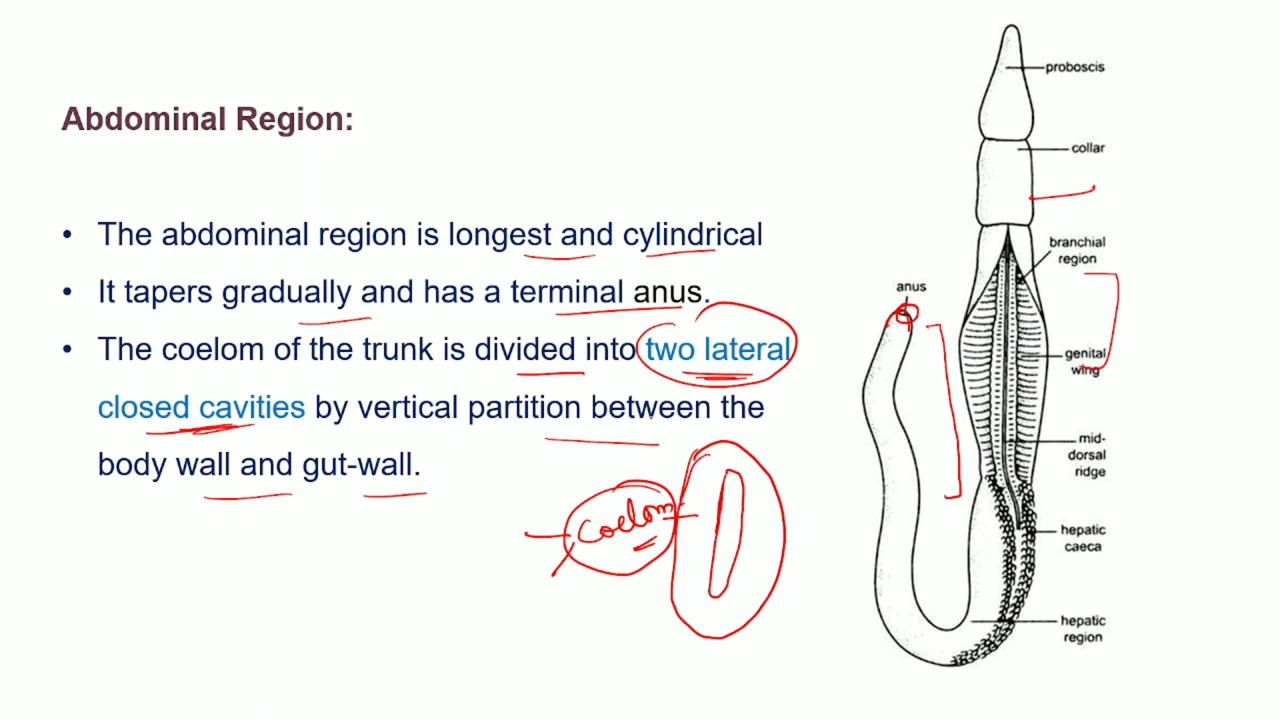 Abdominal Region:
• The abdominal region is longest and cylindrical
• It tapers gradually and has a terminal anus.
• The coelom of the trunk is divided into two lateral
closed cavities by vertical partition between the
body wall and gut-wall.
Coelom
proboscis
collar
branchial
region
anus
genital
wing
mid-
dorsal
ridge
hepatic
caeca
hepatic
region